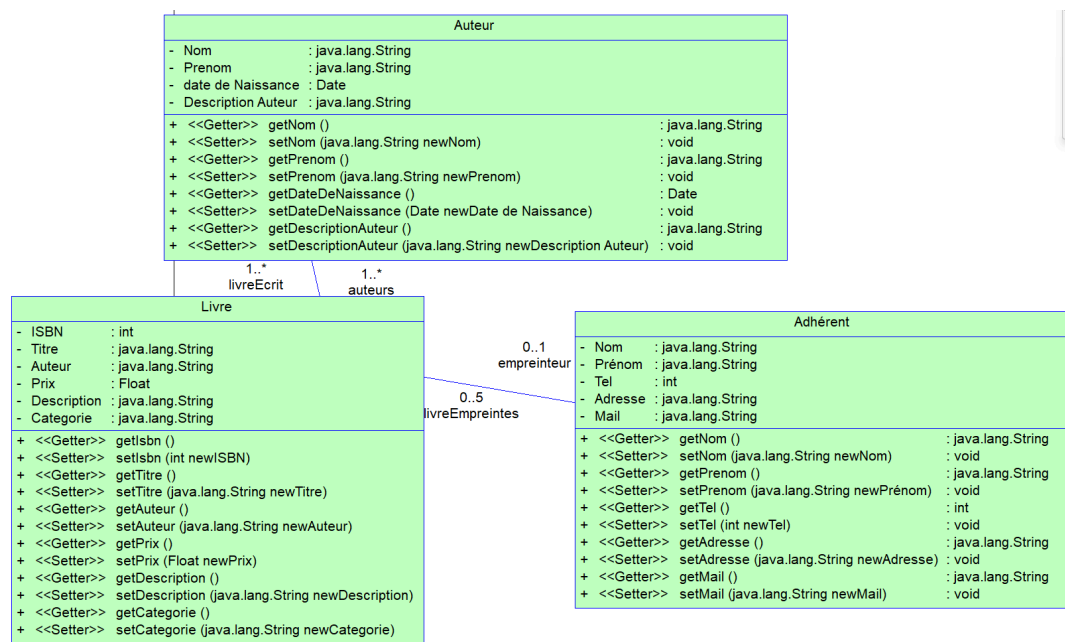 Auteur
- Nom : java.lang.String
- Prenom : java.lang.String
- date de Naissance : Date
- Description Auteur : java.lang.String
+ <<Getter>> getNom () : java.lang.String
+ <<Setter>> setNom (java.lang.String newNom) : void
+ <<Getter>> getPrenom () : java.lang.String
+ <<Setter>> setPrenom (java.lang.String newPrenom) : void
+ <<Getter>> getDateDeNaissance () : Date
+ <<Setter>> setDateDeNaissance (Date newDate de Naissance) : void
+ <<Getter>> getDescriptionAuteur () : java.lang.String
+ <<Setter>> setDescriptionAuteur (java.lang.String newDescription Auteur) : void
1..*
livreEcrit
1..*
auteurs
Livre
- ISBN : int
- Titre : java.lang.String
- Auteur : java.lang.String
- Prix : Float
- Description : java.lang.String
- Categorie : java.lang.String
+ <<Getter>> getIsbn ()
+ <<Setter>> setIsbn (int newISBN)
+ <<Getter>> getTitre ()
+ <<Setter>> setTitre (java.lang.String newTitre)
+ <<Getter>> getAuteur ()
+ <<Setter>> setAuteur (java.lang.String newAuteur)
+ <<Getter>> getPrix ()
+ <<Setter>> setPrix (Float newPrix)
+ <<Getter>> getDescription ()
+ <<Setter>> setDescription (java.lang.String newDescription)
+ <<Getter>> getCategorie ()
+ <<Setter>> setCategorie (java.lang.String newCategorie)
0..1
empreinteur
0..5
livreEmpreintes
Adhérent
- Nom : java.lang.String
- Prénom : java.lang.String
- Tel : int
- Adresse : java.lang.String
- Mail : java.lang.String
+ <<Getter>> getNom () : java.lang.String
+ <<Setter>> setNom (java.lang.String newNom) : void
+ <<Getter>> getPrenom () : java.lang.String
+ <<Setter>> setPrenom (java.lang.String newPrénom) : void
+ <<Getter>> getTel () : int
+ <<Setter>> setTel (int newTel) : void
+ <<Getter>> getAdresse () : java.lang.String
+ <<Setter>> setAdresse (java.lang.String newAdresse) : void
+ <<Getter>> getMail () : java.lang.String
+ <<Setter>> setMail (java.lang.String newMail) : void